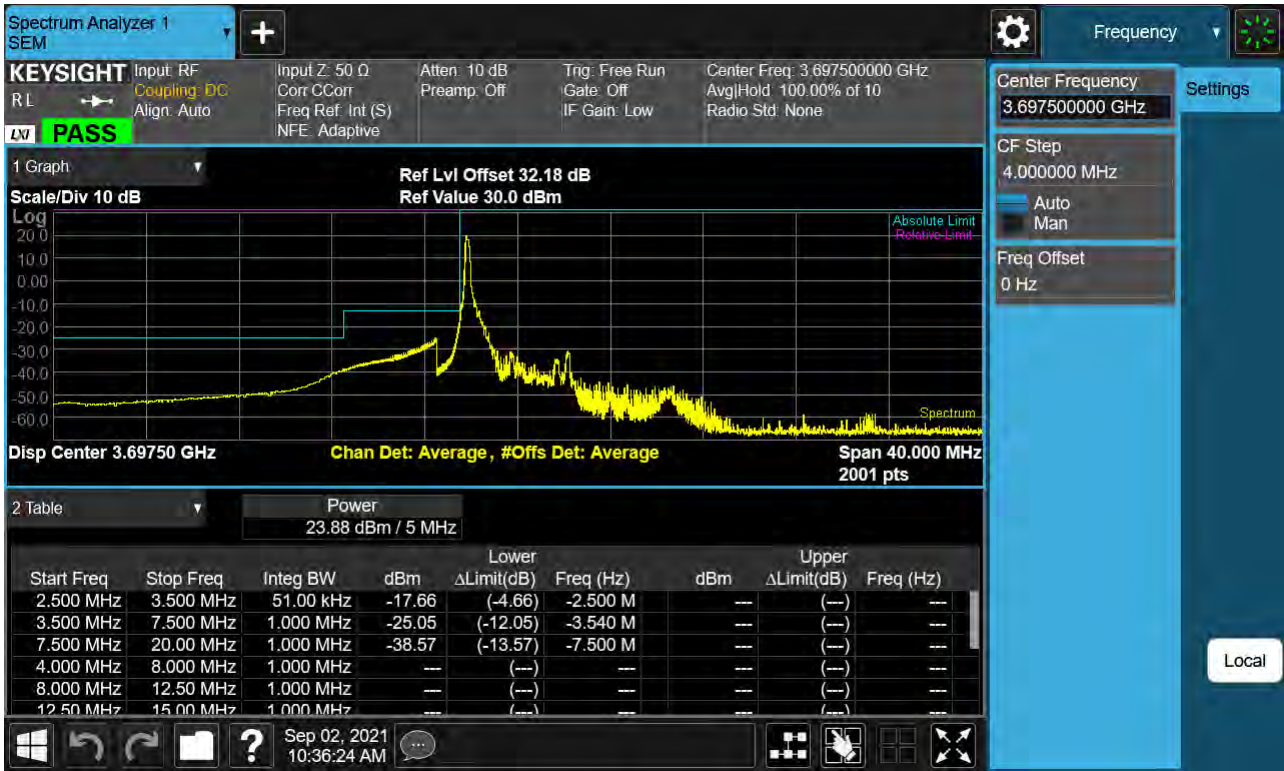 Spectrum Analyzer 1
SEM
Frequency
KEYSIGHT
RL
LXI
PASS
Input: RF
Coupling: DC
Align: Auto
Input Z: 50 Ω
Corr CCorr
Freq Ref: Int (S)
NFE: Adaptive
Atten: 10 dB
Preamp: Off
Trig: Free Run
Gate: Off
IF Gain: Low
Center Freq: 3.697500000 GHz
Avg|Hold: 100.00% of 10
Radio Std: None
Center Frequency
3.697500000 GHz
Settings
CF Step
4.000000 MHz
Auto
Man
Freq Offset
0 Hz
1 Graph
Ref Lvl Offset 32.18 dB
Scale/Div 10 dB
Ref Value 30.0 dBm
Log
Absolute Limit
Relative Limit
20.0
10.0
0.00
-10.0
-20.0
-30.0
-40.0
-50.0
-60.0
Spectrum
Disp Center 3.69750 GHz
Chan Det: Average, #Offs Det: Average
Span 40.000 MHz
2001 pts
2 Table
Power
23.88 dBm / 5 MHz
Lower Upper
Start Freq Stop Freq Integ BW dBm ΔLimit(dB) Freq (Hz) dBm ΔLimit(dB) Freq (Hz)
2.500 MHz 3.500 MHz 51.00 kHz -17.66 (-4.66) -2.500 M --- (---) ---
3.500 MHz 7.500 MHz 1.000 MHz -25.05 (-12.05) -3.540 M --- (---) ---
7.500 MHz 20.00 MHz 1.000 MHz -38.57 (-13.57) -7.500 M --- (---) ---
4.000 MHz 8.000 MHz 1.000 MHz --- (---) --- --- (---) ---
8.000 MHz 12.50 MHz 1.000 MHz --- (---) --- --- (---) ---
12.50 MHz 15.00 MHz 1.000 MHz --- (---) --- --- (---) ---
Local
?
Sep 02, 2021
10:36:24 AM